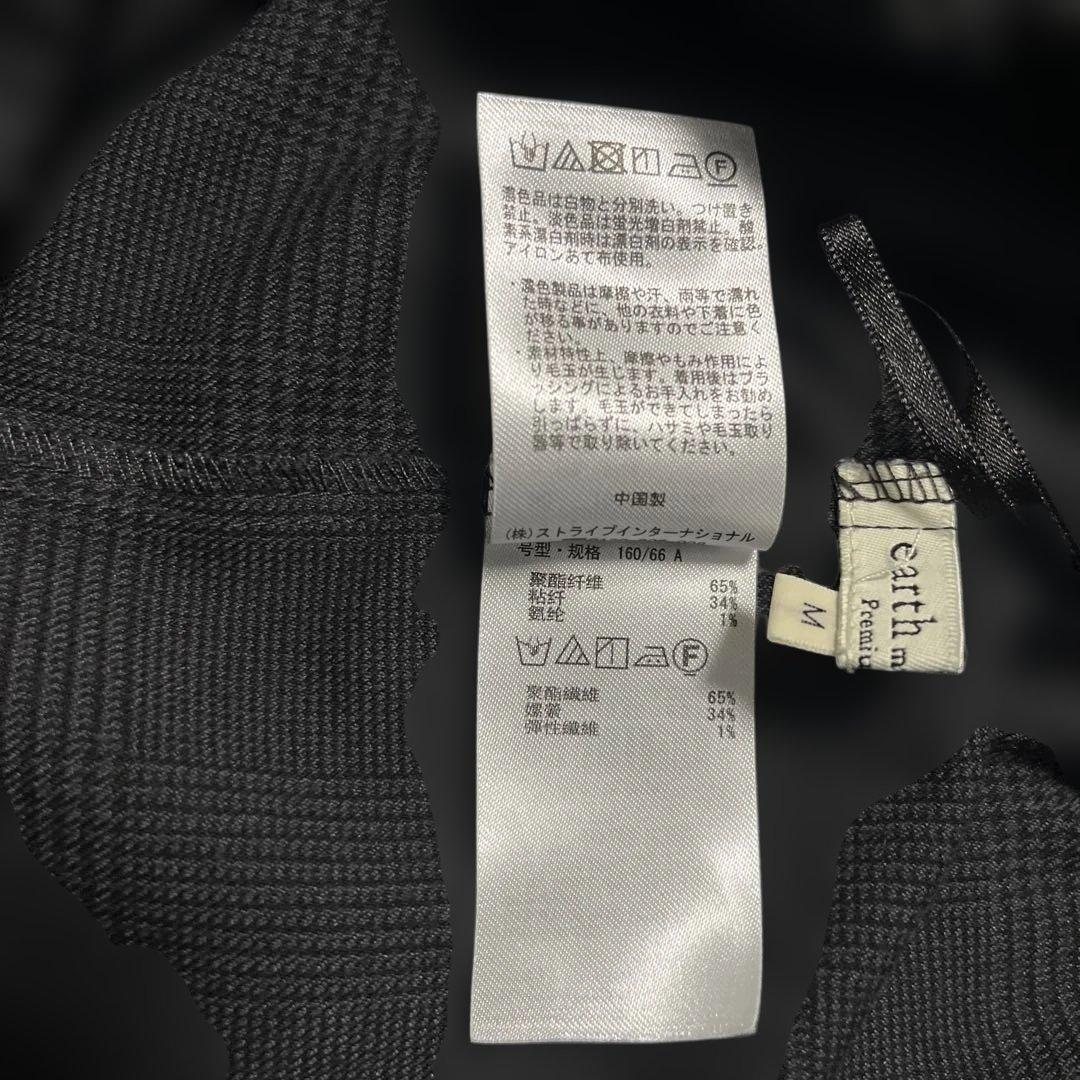 F
濃色品は白物と分別洗い。つけ置き
禁止。淡色品は蛍光増白剤禁止。酸
素系漂白剤時は漂白剤の表示を確認。
アイロンあて布使用。
・濃色製品は摩擦や汗、雨等で濡れ
た時などに、他の衣料や下着に色
が移る事がありますのでご注意く
ださい。
・素材特性上、摩擦やもみ作用によ
り毛玉が生じます。着用後はブラ
ッシングによるお手入れをお勧め
します。毛玉ができてしまったら
引っぱらずに、ハサミや毛玉取り
器等で取り除いてください。
中国製
(株)ストライプインターナショナル
号型・规格 160/66 A
聚酯纤维 65%
粘纤 34%
氨纶 1%
F
聚酯纖維 65%
嫘縈 34%
彈性纖維 1%
M
earth m
Premiu